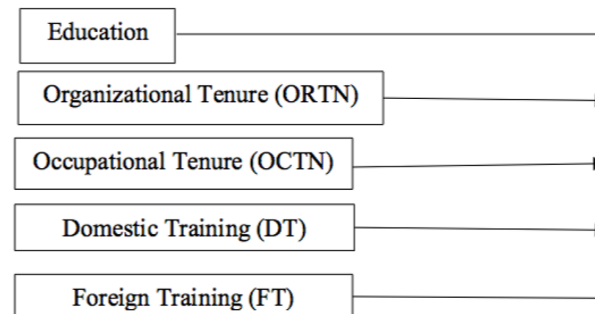 Education
Organizational Tenure (ORTN)
Occupational Tenure (OCTN)
Domestic Training (DT)
Foreign Training (FT)